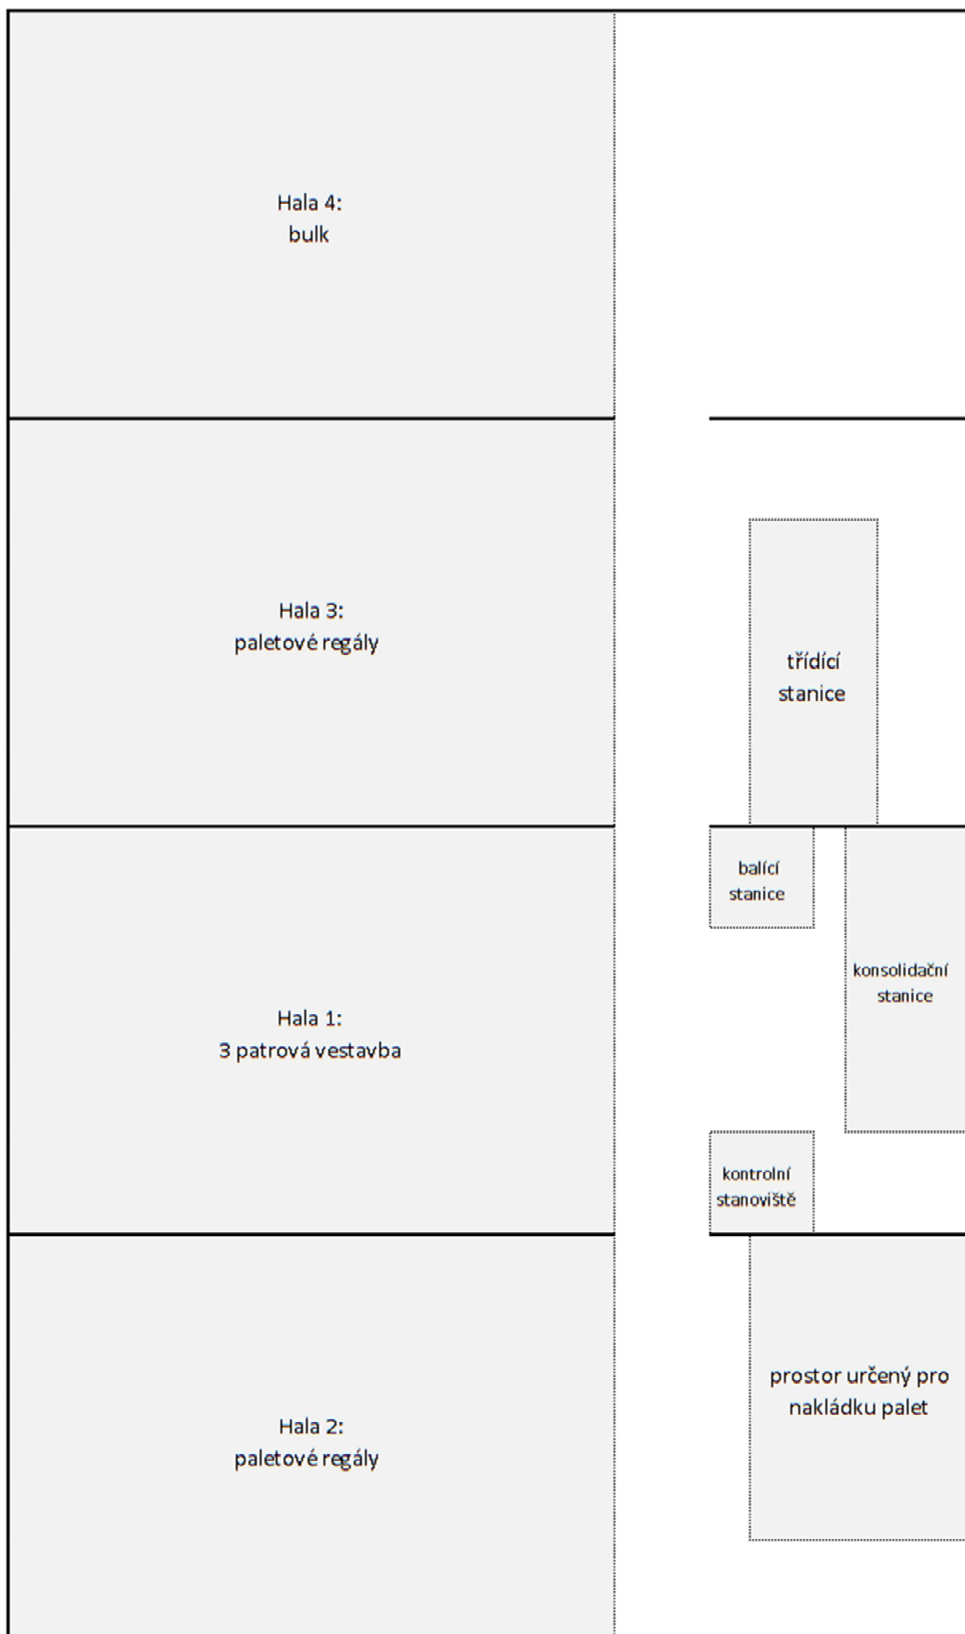 Hala 4:
bulk
Hala 3:
paletové regály
třídící
stanice
balící
stanice
konsolidační
stanice
Hala 1:
3 patrová vestavba
kontrolní
stanoviště
prostor určený pro
nakládku palet
Hala 2:
paletové regály